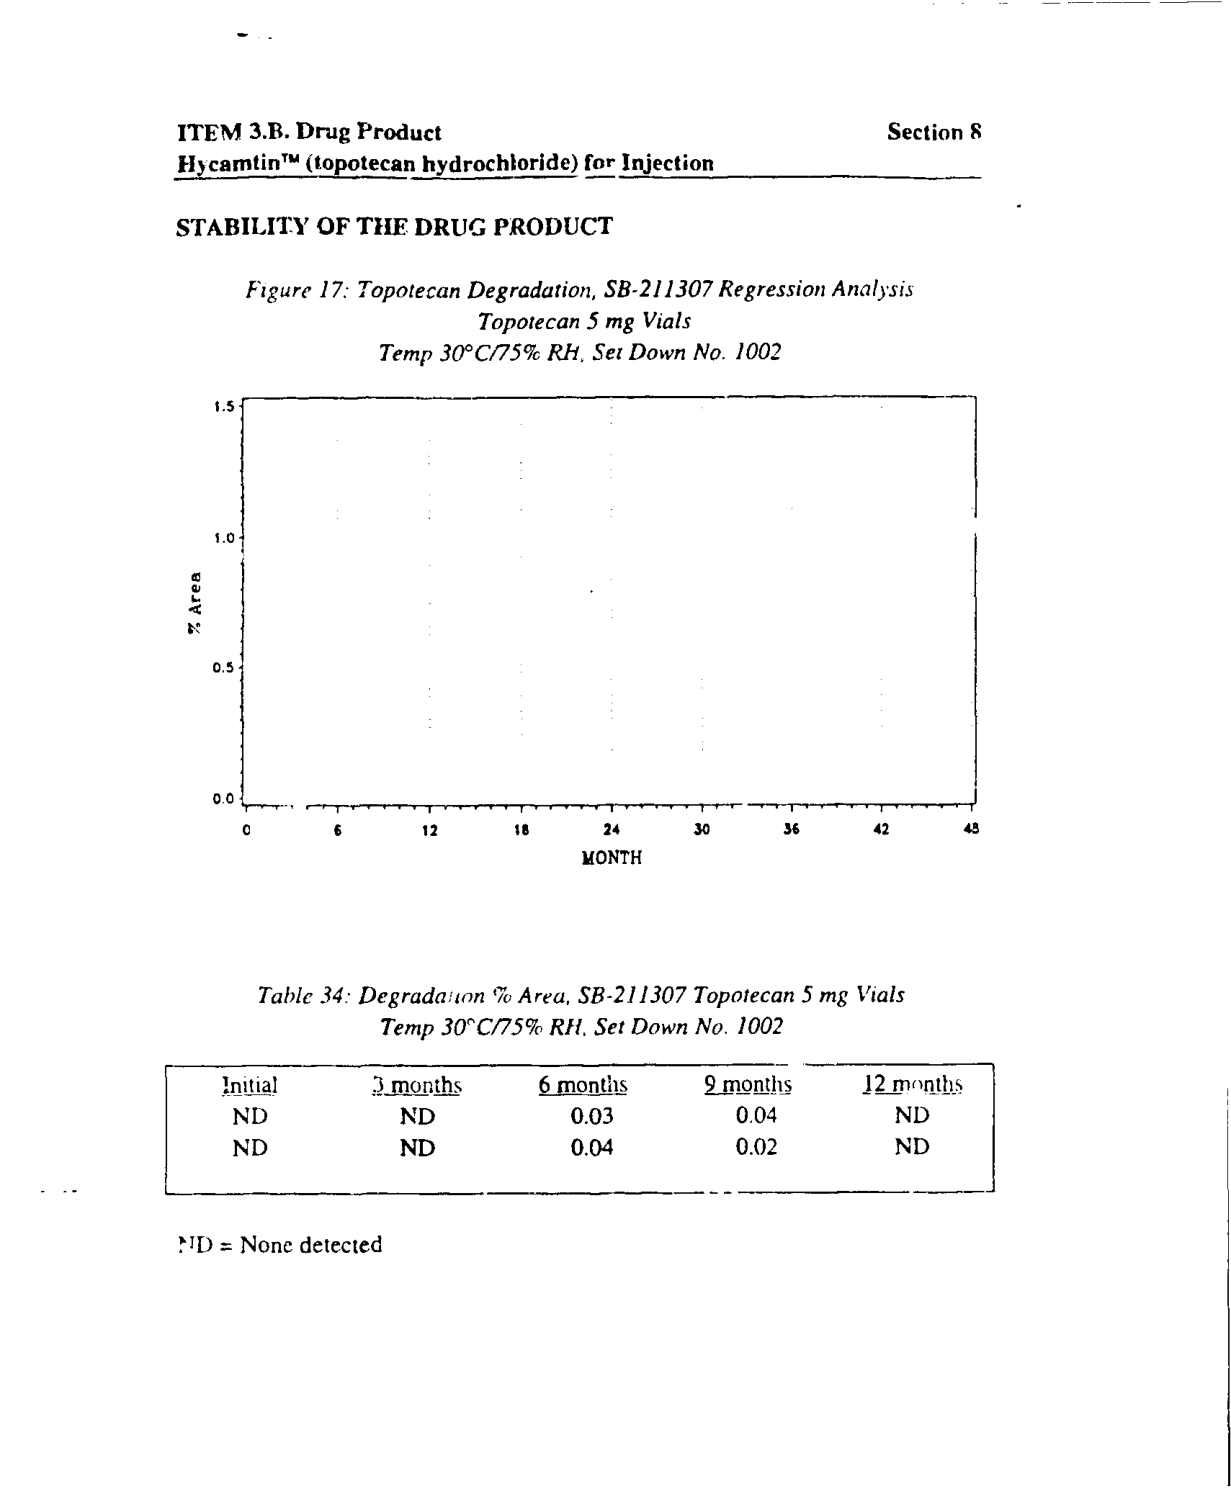 ITEM 3.B. Drug Product Section 8
Hycamtin™ (topotecan hydrochloride) for Injection
STABILITY OF THE DRUG PRODUCT
Figure 17: Topotecan Degradation, SB-211307 Regression Analysis
Topotecan 5 mg Vials
Temp 30°C/75% RH, Set Down No. 1002
1.5
1.0
0.5
0.0
% Area
0 6 12 18 24 30 36 42 48
MONTH
Table 34: Degradation % Area, SB-211307 Topotecan 5 mg Vials
Temp 30°C/75% RH, Set Down No. 1002
Initial 3 months 6 months 9 months 12 months
ND ND 0.03 0.04 ND
ND ND 0.04 0.02 ND
ND = None detected